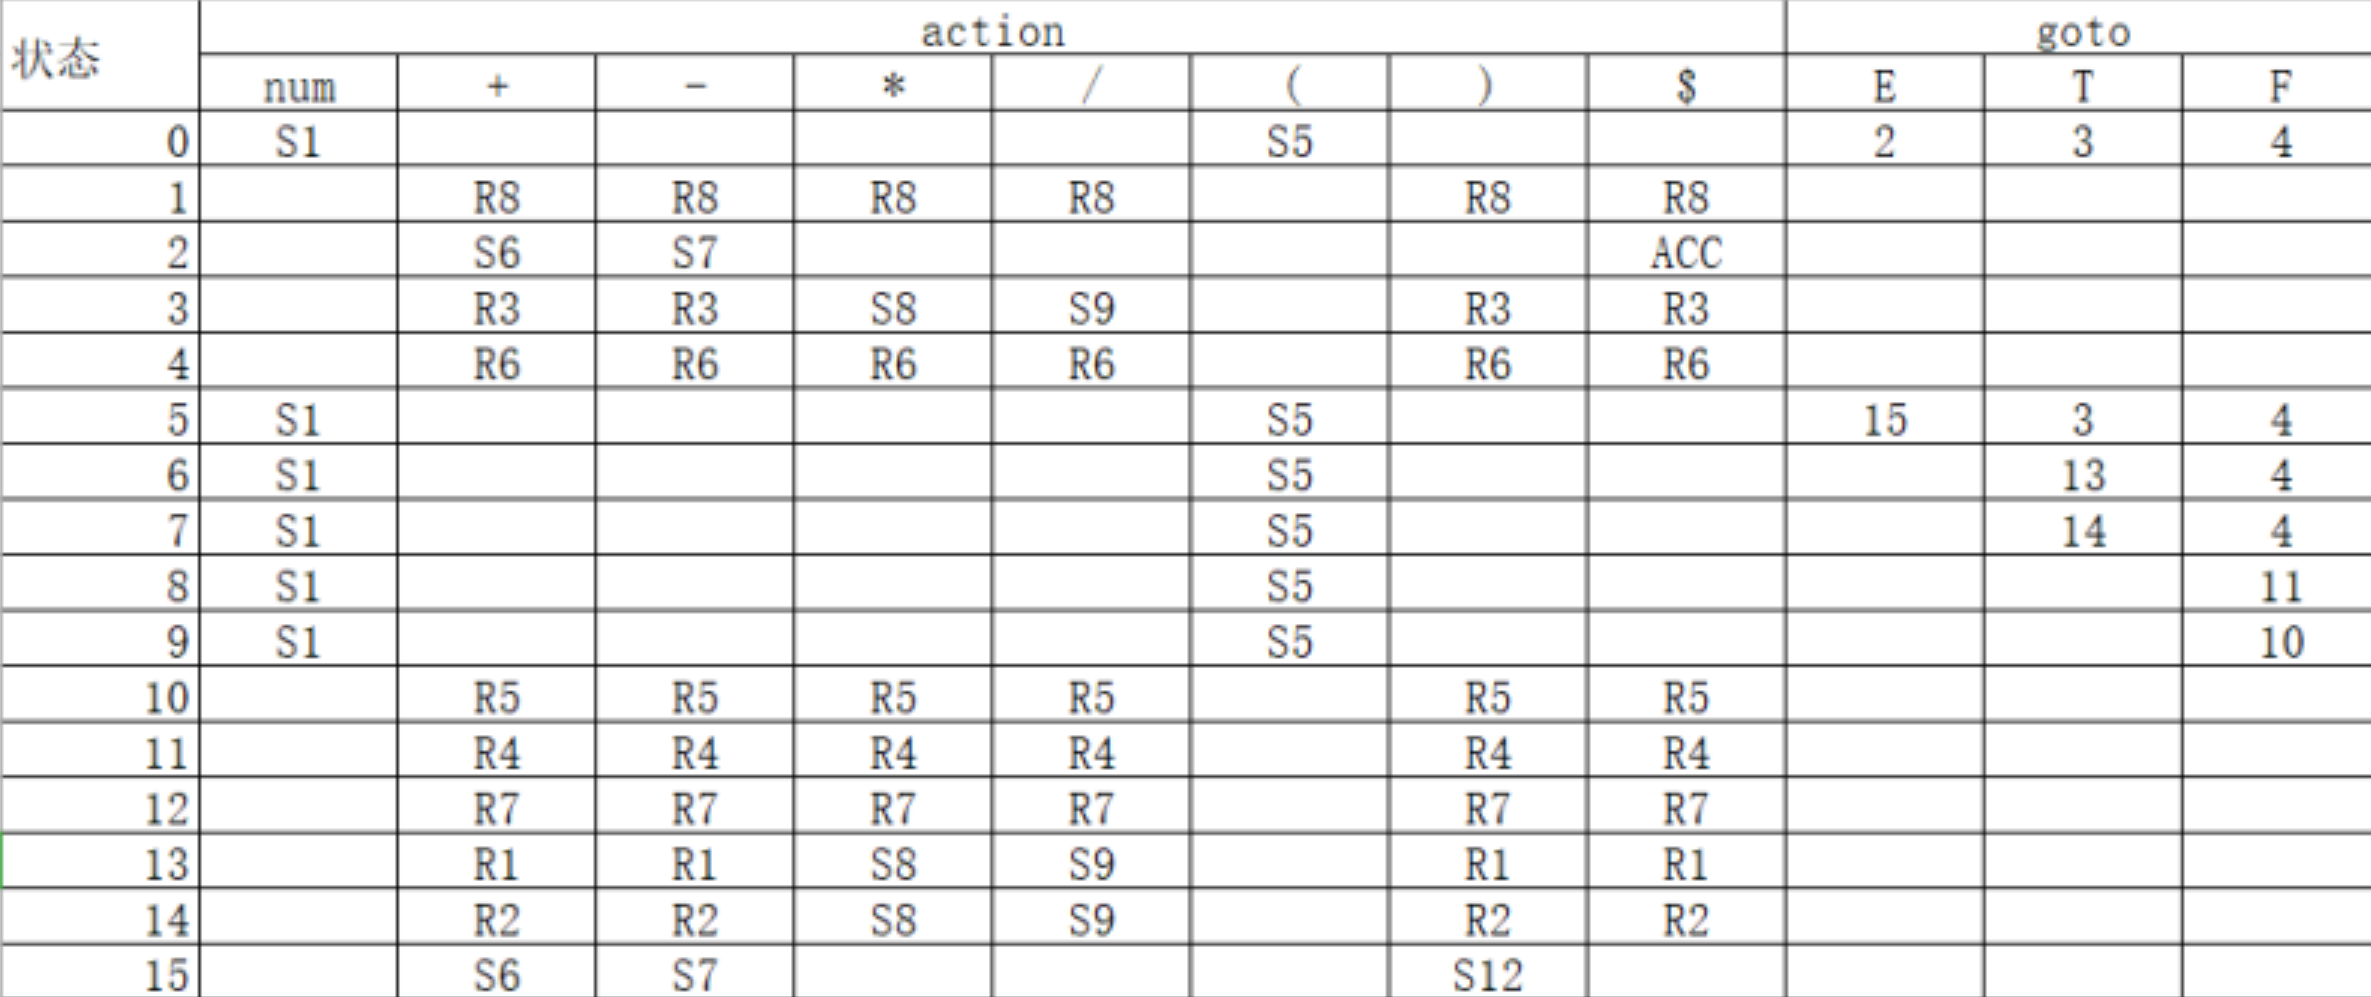 状态 action goto
num + - * / ( ) $ E T F
0 S1 S5 2 3 4
1 R8 R8 R8 R8 R8 R8
2 S6 S7 ACC
3 R3 R3 S8 S9 R3 R3
4 R6 R6 R6 R6 R6 R6
5 S1 S5 15 3 4
6 S1 S5 13 4
7 S1 S5 14 4
8 S1 S5 11
9 S1 S5 10
10 R5 R5 R5 R5 R5 R5
11 R4 R4 R4 R4 R4 R4
12 R7 R7 R7 R7 R7 R7
13 R1 R1 S8 S9 R1 R1
14 R2 R2 S8 S9 R2 R2
15 S6 S7 S12